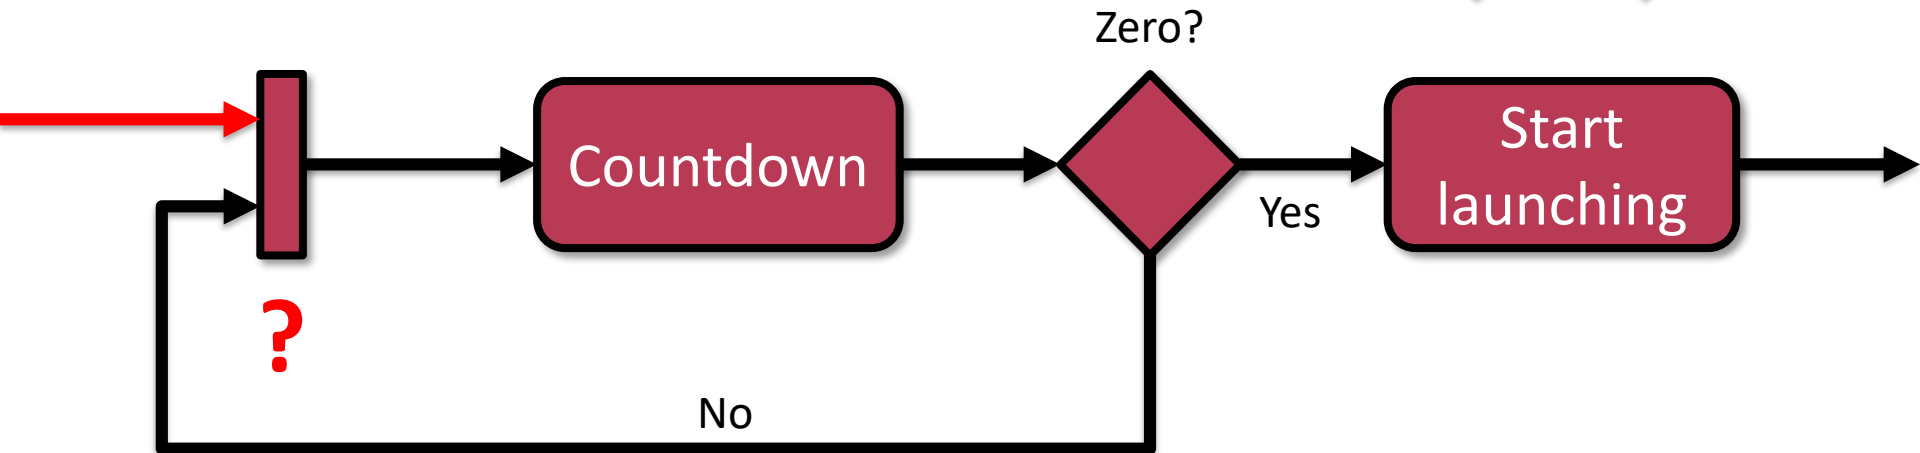 Zero?
Countdown
Start
launching
Yes
?
No